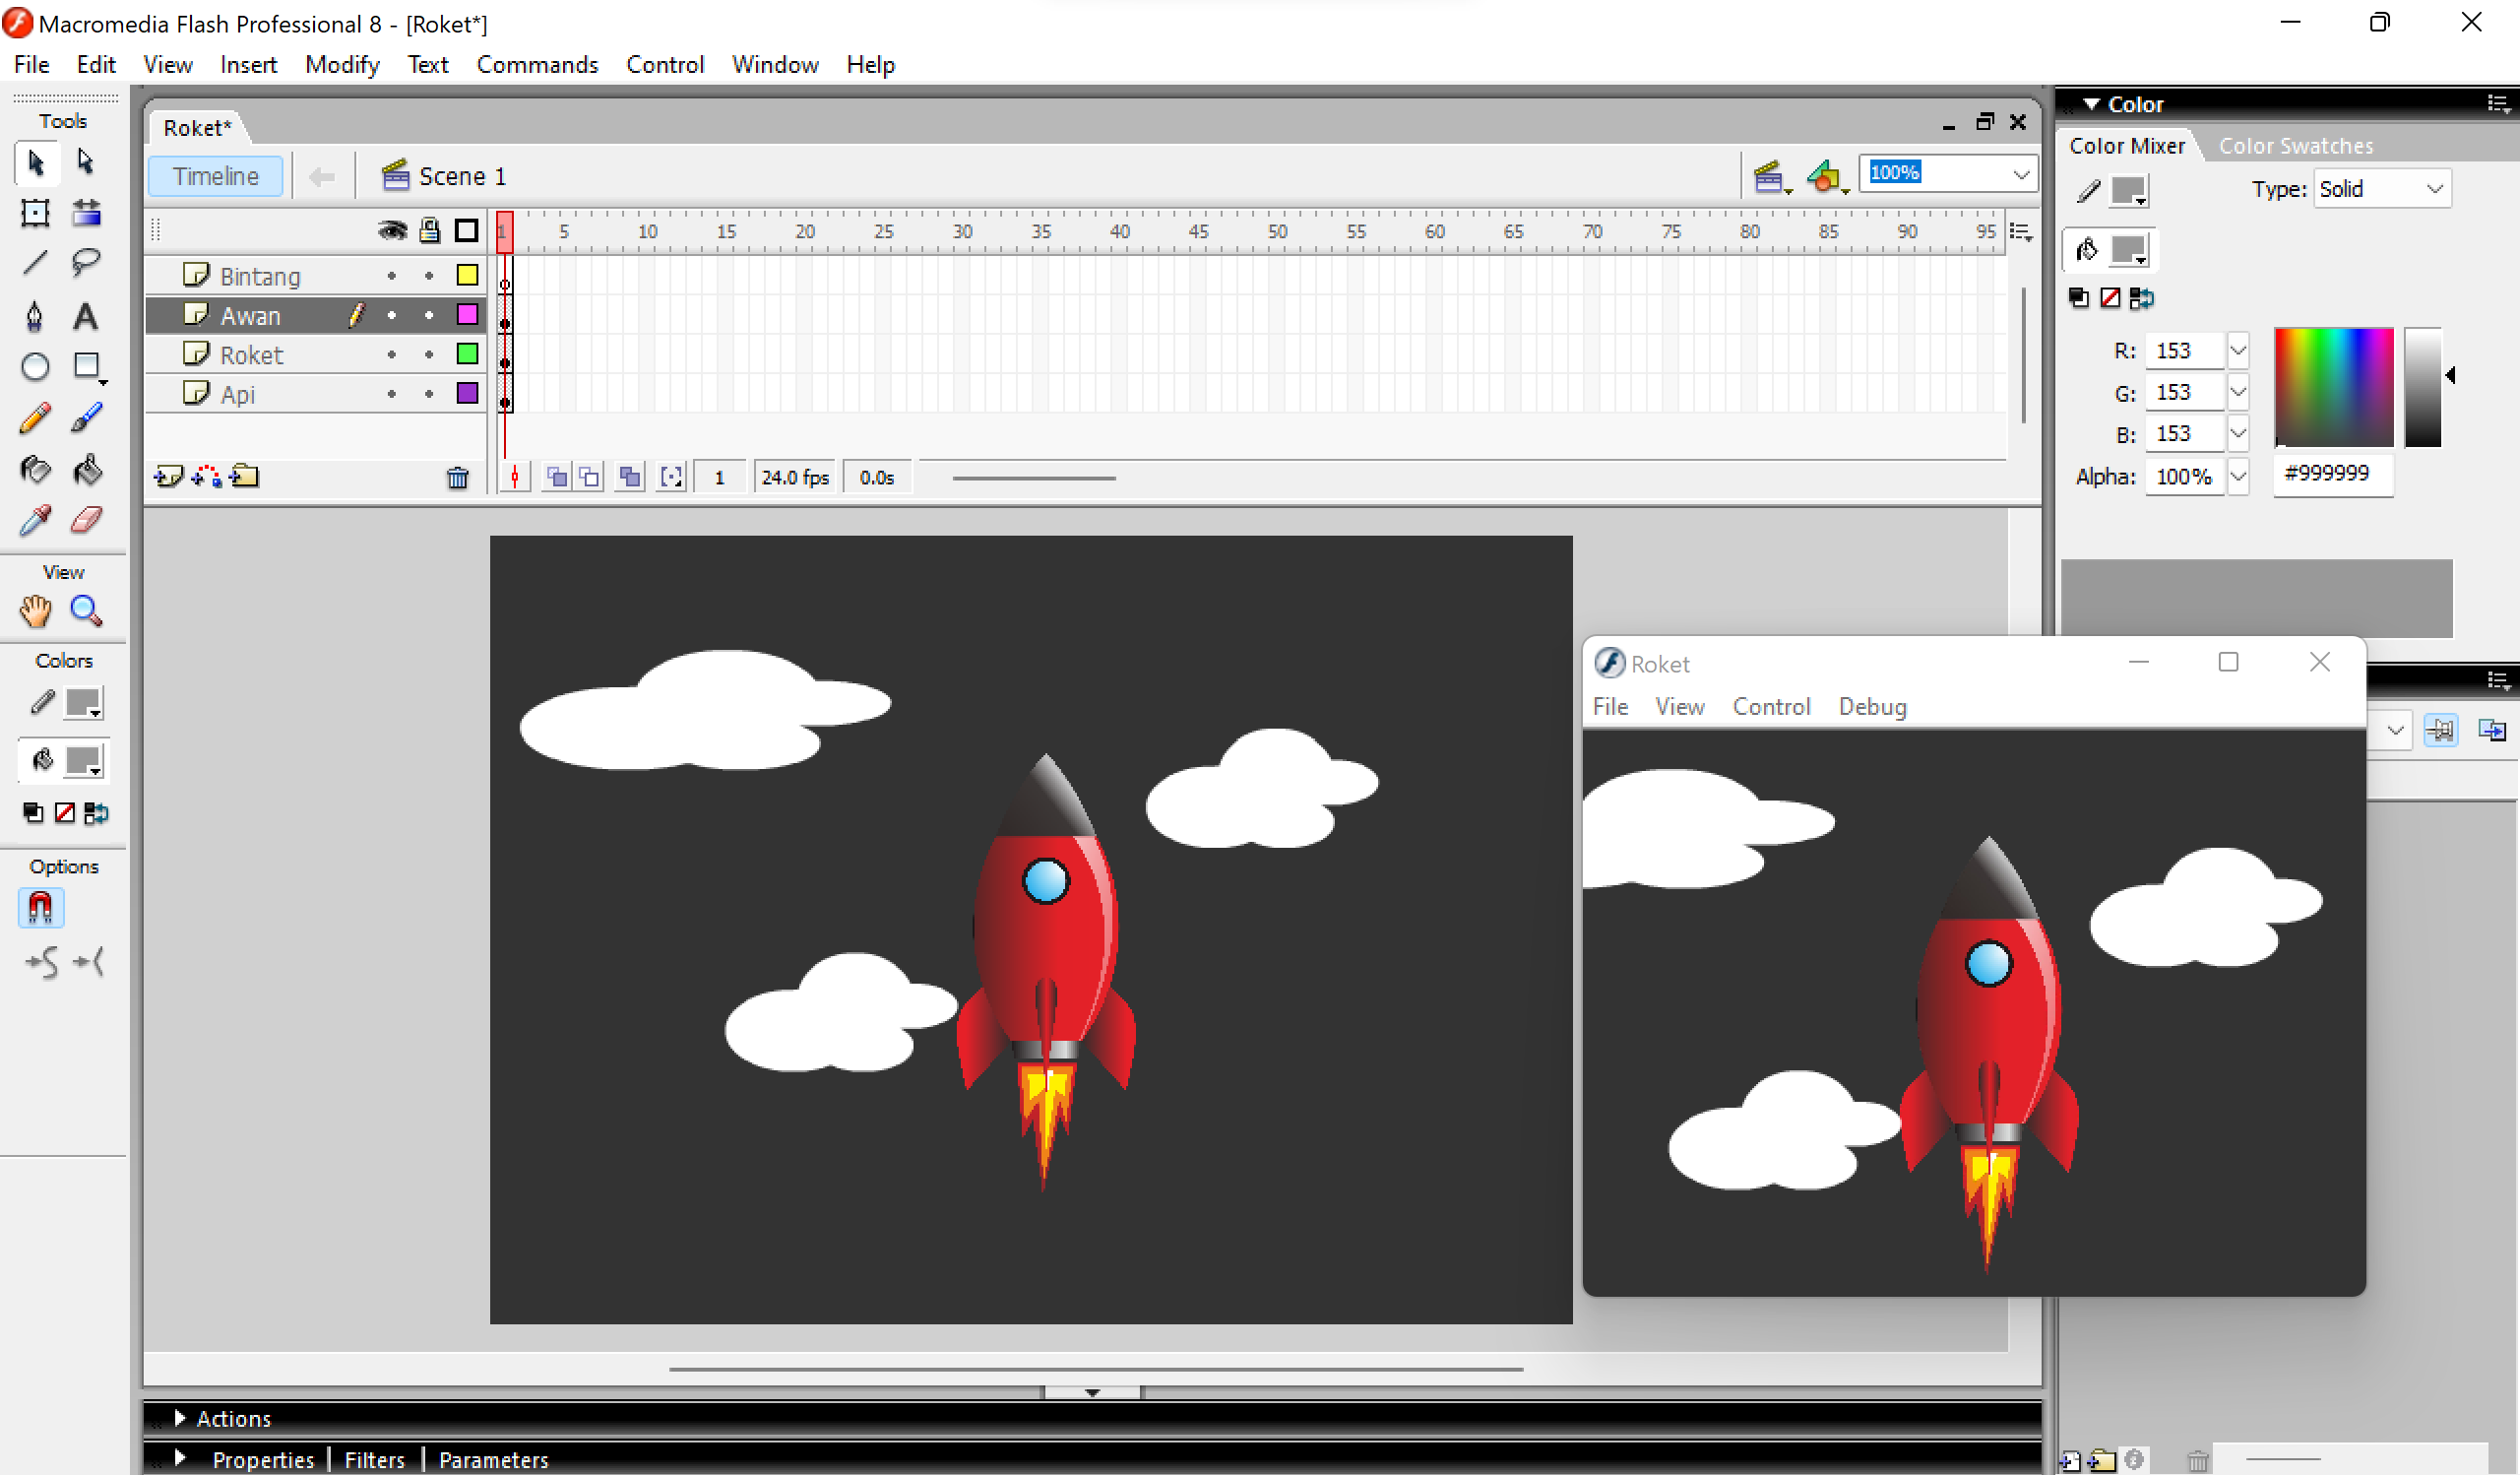 Macromedia Flash Professional 8 - [Roket*]
File Edit View Insert Modify Text Commands Control Window Help
Tools
Roket*
Timeline
Scene 1
100%
1 5 10 15 20 25 30 35 40 45 50 55 60 65 70 75 80 85 90 95
Bintang
Awan
Roket
Api
1 24.0 fps 0.0s
View
Colors
Options
Color
Color Mixer Color Swatches
Type: Solid
R: 153
G: 153
B: 153
Alpha: 100% #999999
Roket
File View Control Debug
Actions
Properties Filters Parameters